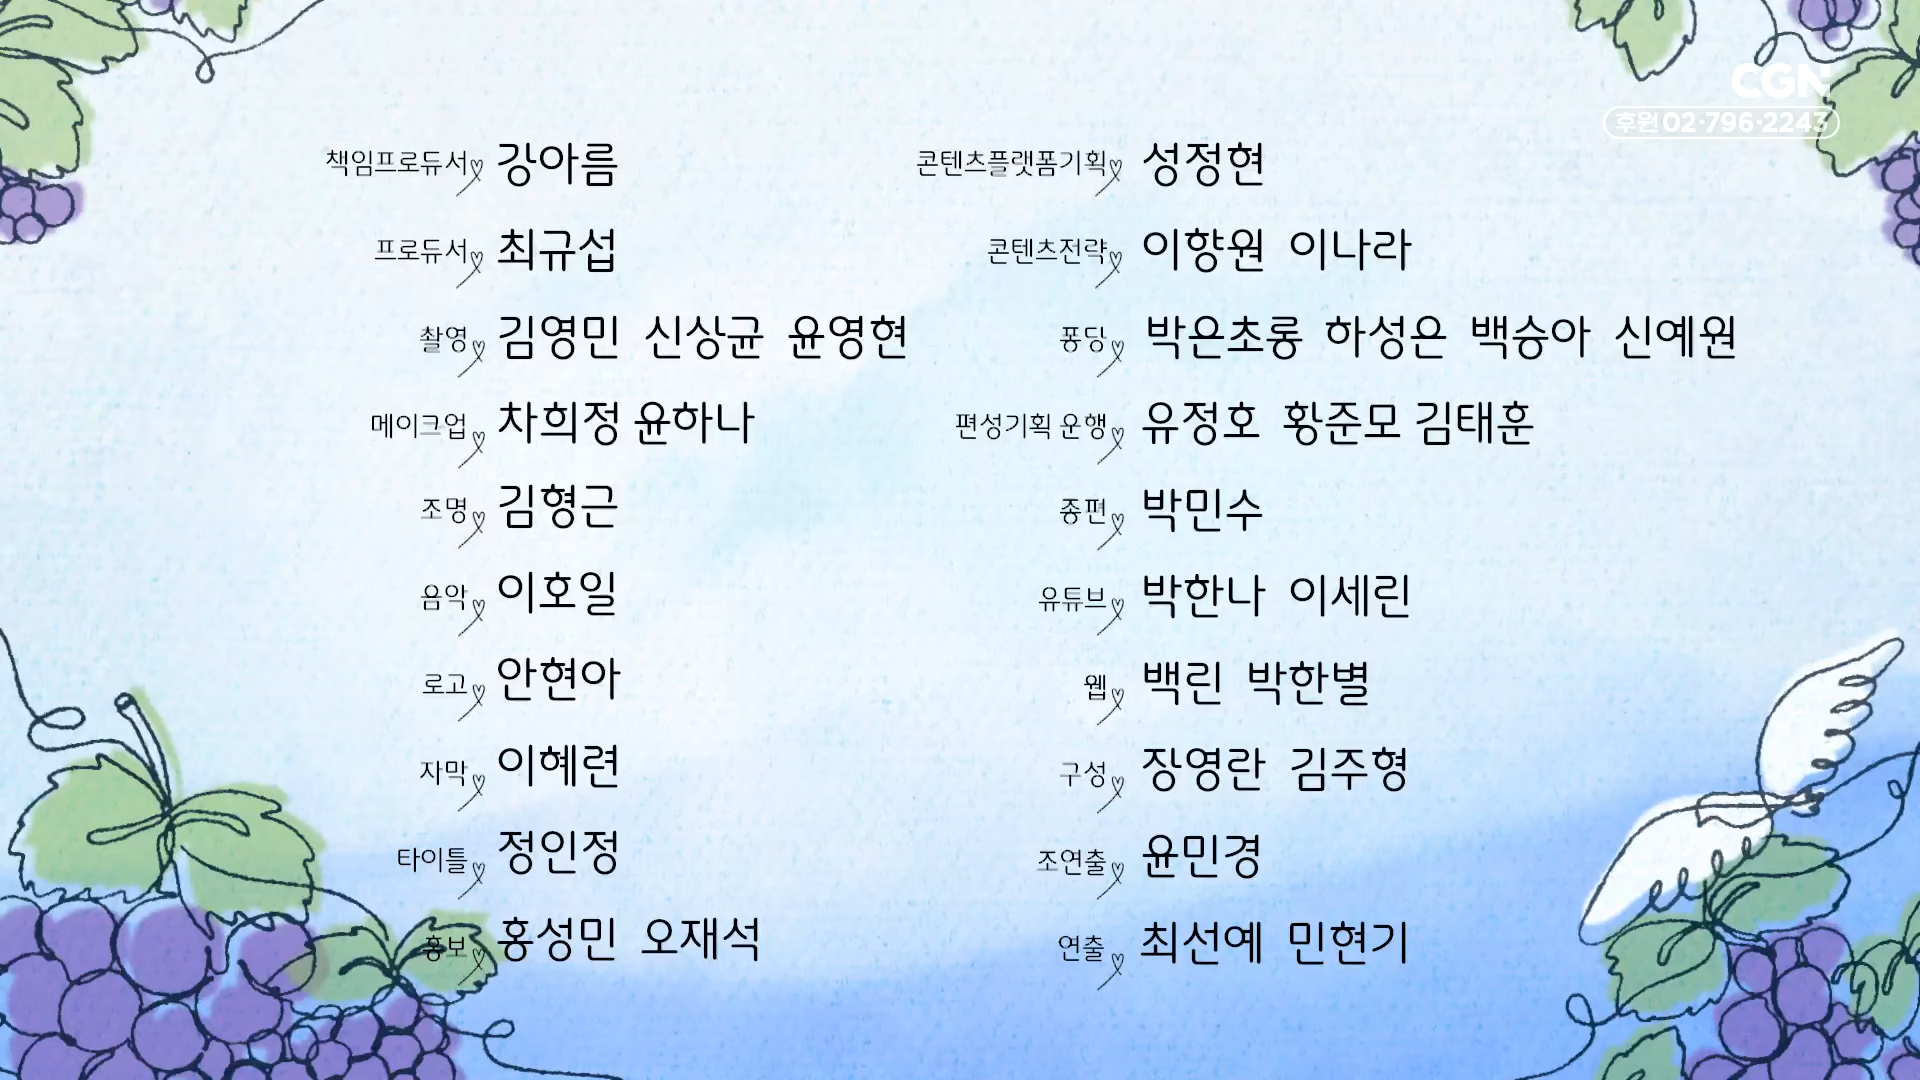 CGN
후원 02·796·2243
책임프로듀서 강아름
프로듀서 최규섭
촬영 김영민 신상균 윤영현
메이크업 차희정 윤하나
조명 김형근
음악 이호일
로고 안현아
자막 이혜련
타이틀 정인정
홍보 홍성민 오재석
콘텐츠플랫폼기획 성정현
콘텐츠전략 이향원 이나라
퐁당 박은초롱 하성은 백승아 신예원
편성기획 운행 유정호 황준모 김태훈
종편 박민수
유튜브 박한나 이세린
웹 백린 박한별
구성 장영란 김주형
조연출 윤민경
연출 최선예 민현기